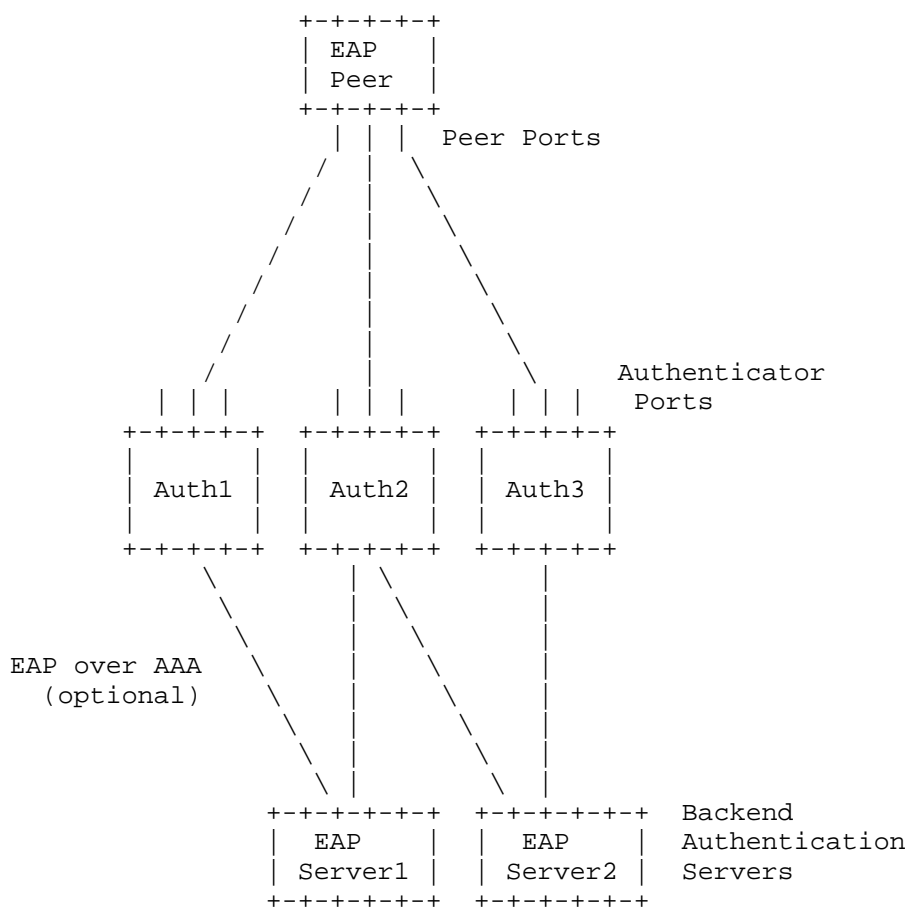 EAP
Peer
Peer Ports
Authenticator
Ports
Auth1 Auth2 Auth3
EAP over AAA
(optional)
Backend
EAP EAP Authentication
Server1 Server2 Servers